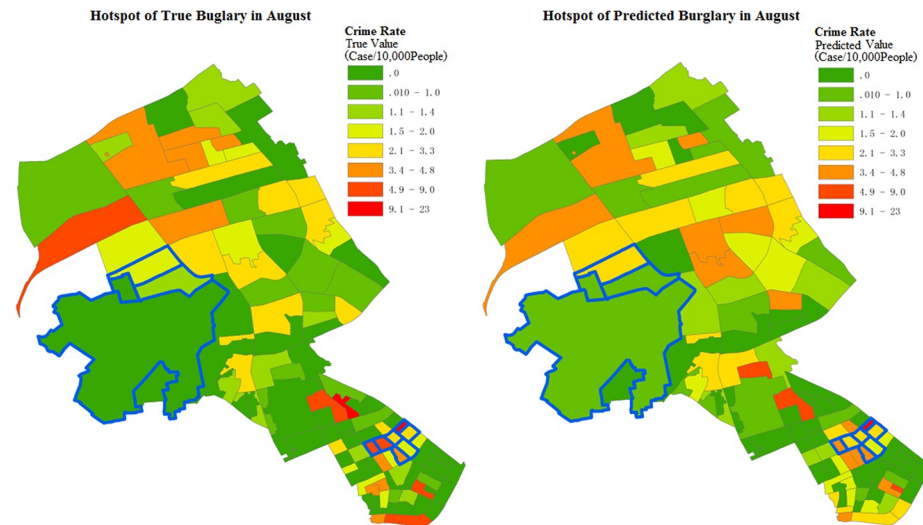 Hotspot of True Buglary in August
Crime Rate
True Value
(Case/10,000People)
.0
.010 - 1.0
1.1 - 1.4
1.5 - 2.0
2.1 - 3.3
3.4 - 4.8
4.9 - 9.0
9.1 - 23
Hotspot of Predicted Burglary in August
Crime Rate
Predicted Value
(Case/10,000People)
.0
.010 - 1.0
1.1 - 1.4
1.5 - 2.0
2.1 - 3.3
3.4 - 4.8
4.9 - 9.0
9.1 - 23